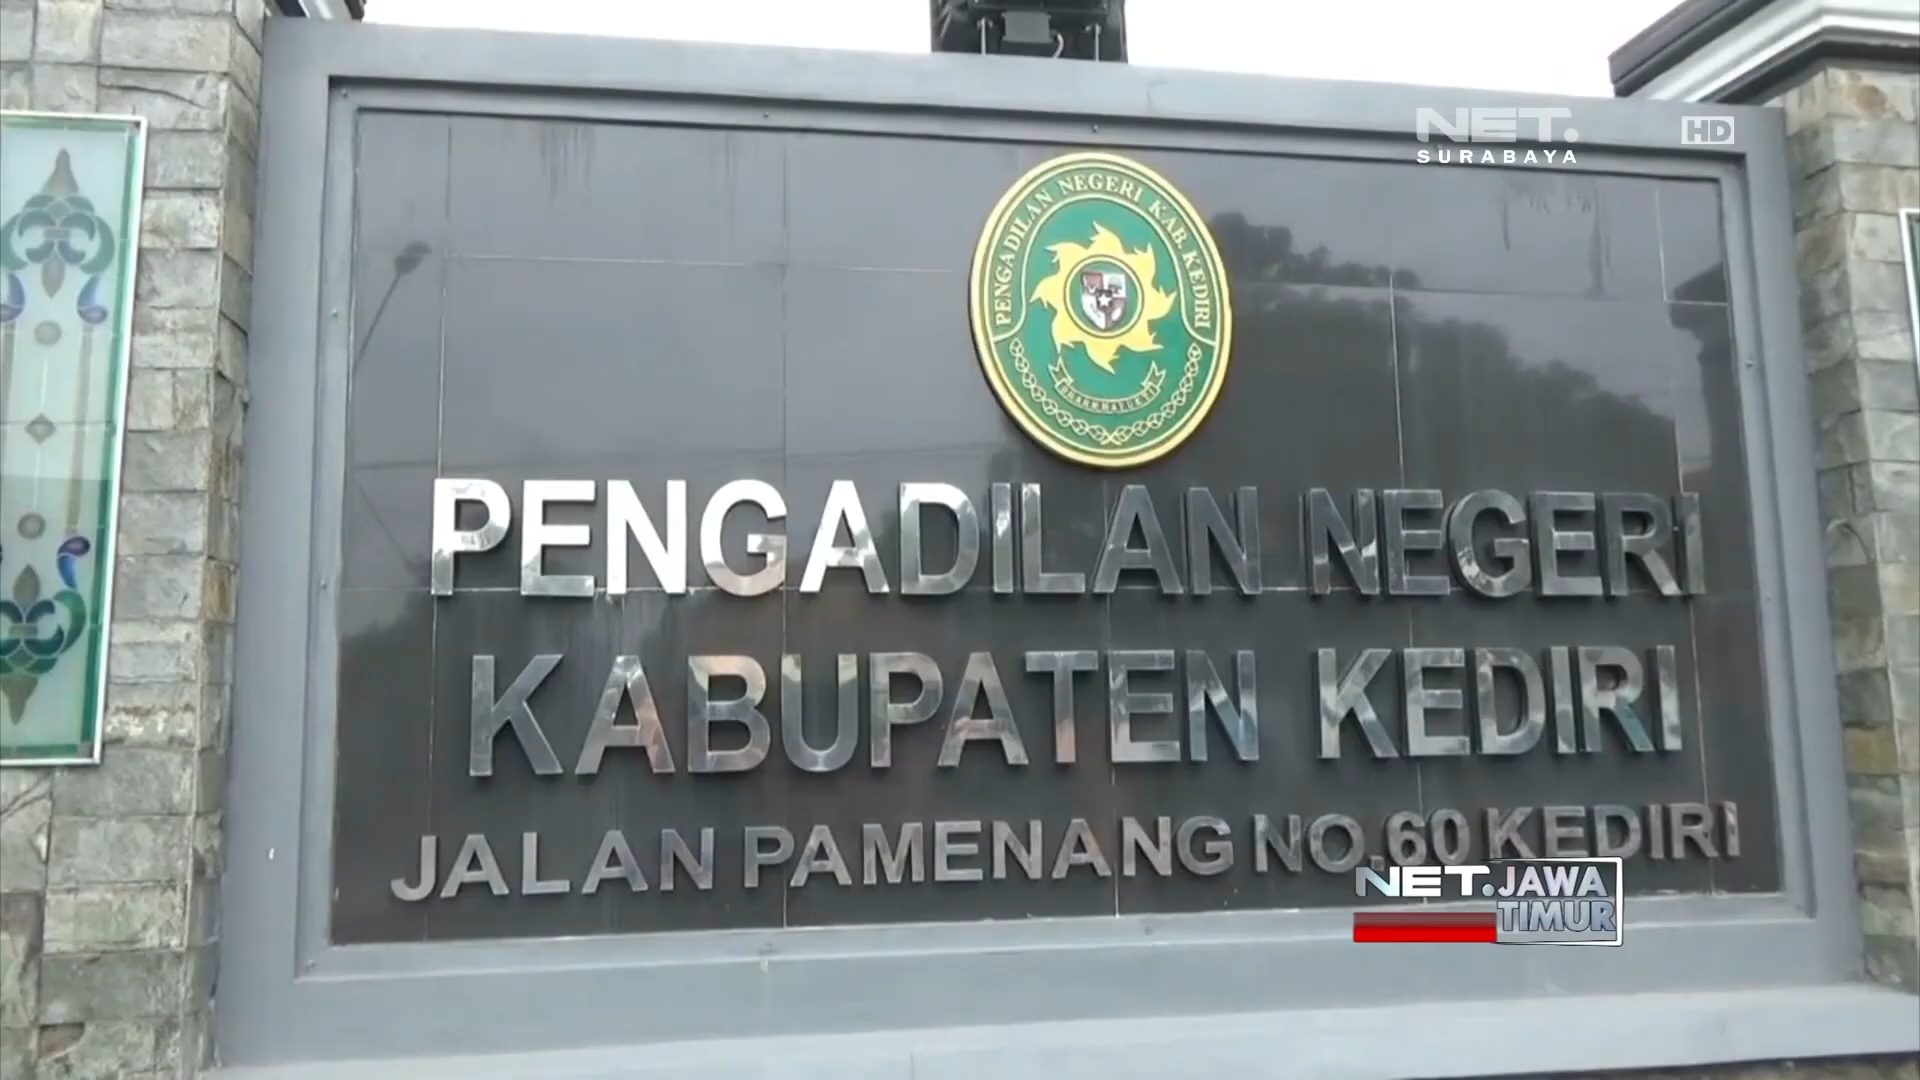 NET.
SURABAYA
HD
PENGADILAN NEGERI KAB. KEDIRI
PENGADILAN NEGERI
KABUPATEN KEDIRI
JALAN PAMENANG NO.60 KEDIRI
NET. JAWA
TIMUR